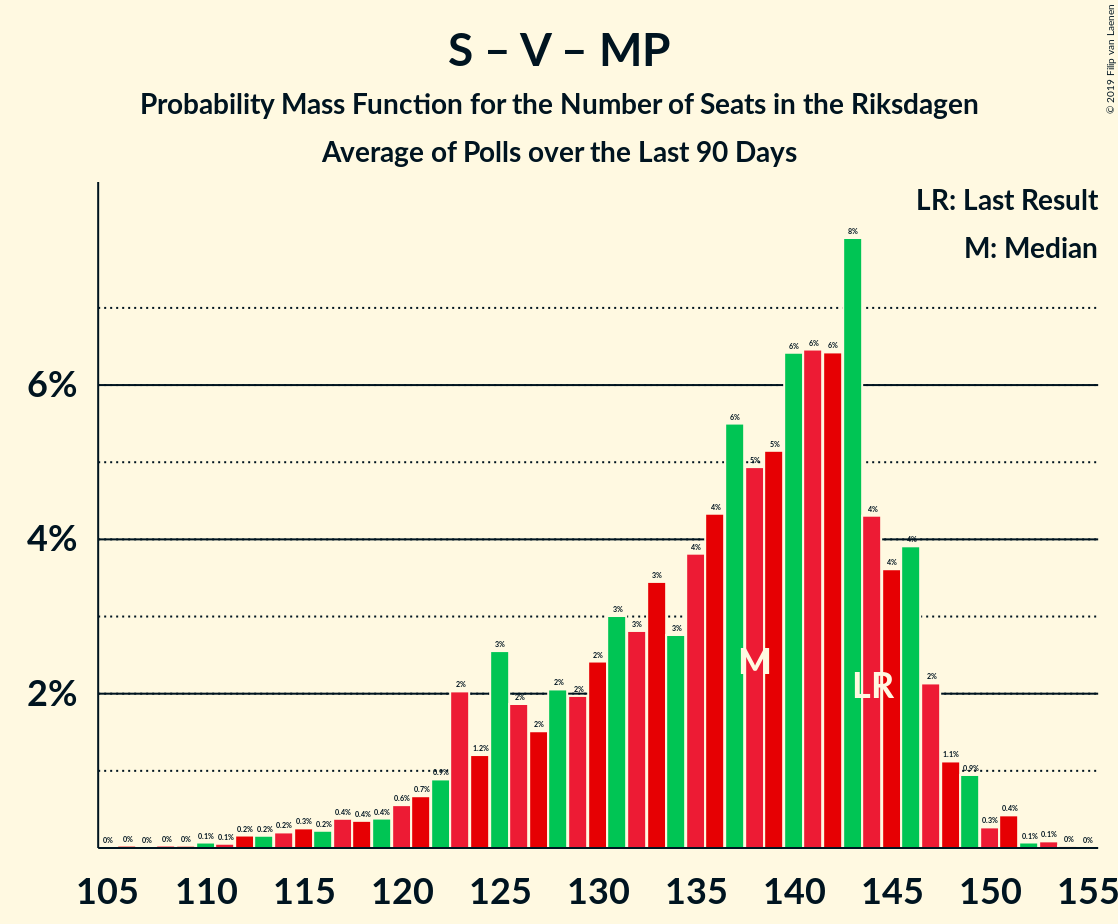 S – V – MP
Probability Mass Function for the Number of Seats in the Riksdagen
Average of Polls over the Last 90 Days
© 2019 Filip van Laenen
LR: Last Result
M: Median
6%
4%
2%
0% 0% 0% 0% 0% 0.1% 0.1% 0.2% 0.2% 0.2% 0.3% 0.2% 0.4% 0.4% 0.4% 0.6% 0.7% 0.9% 2% 1.2% 3% 2% 2% 2% 2% 2% 3% 3% 3% 3% 4% 4% 6% 5% 5% 6% 6% 6% 8% 4% 4% 4% 2% 1.1% 0.9% 0.3% 0.4% 0.1% 0.1% 0% 0%
M
LR
105 110 115 120 125 130 135 140 145 150 155